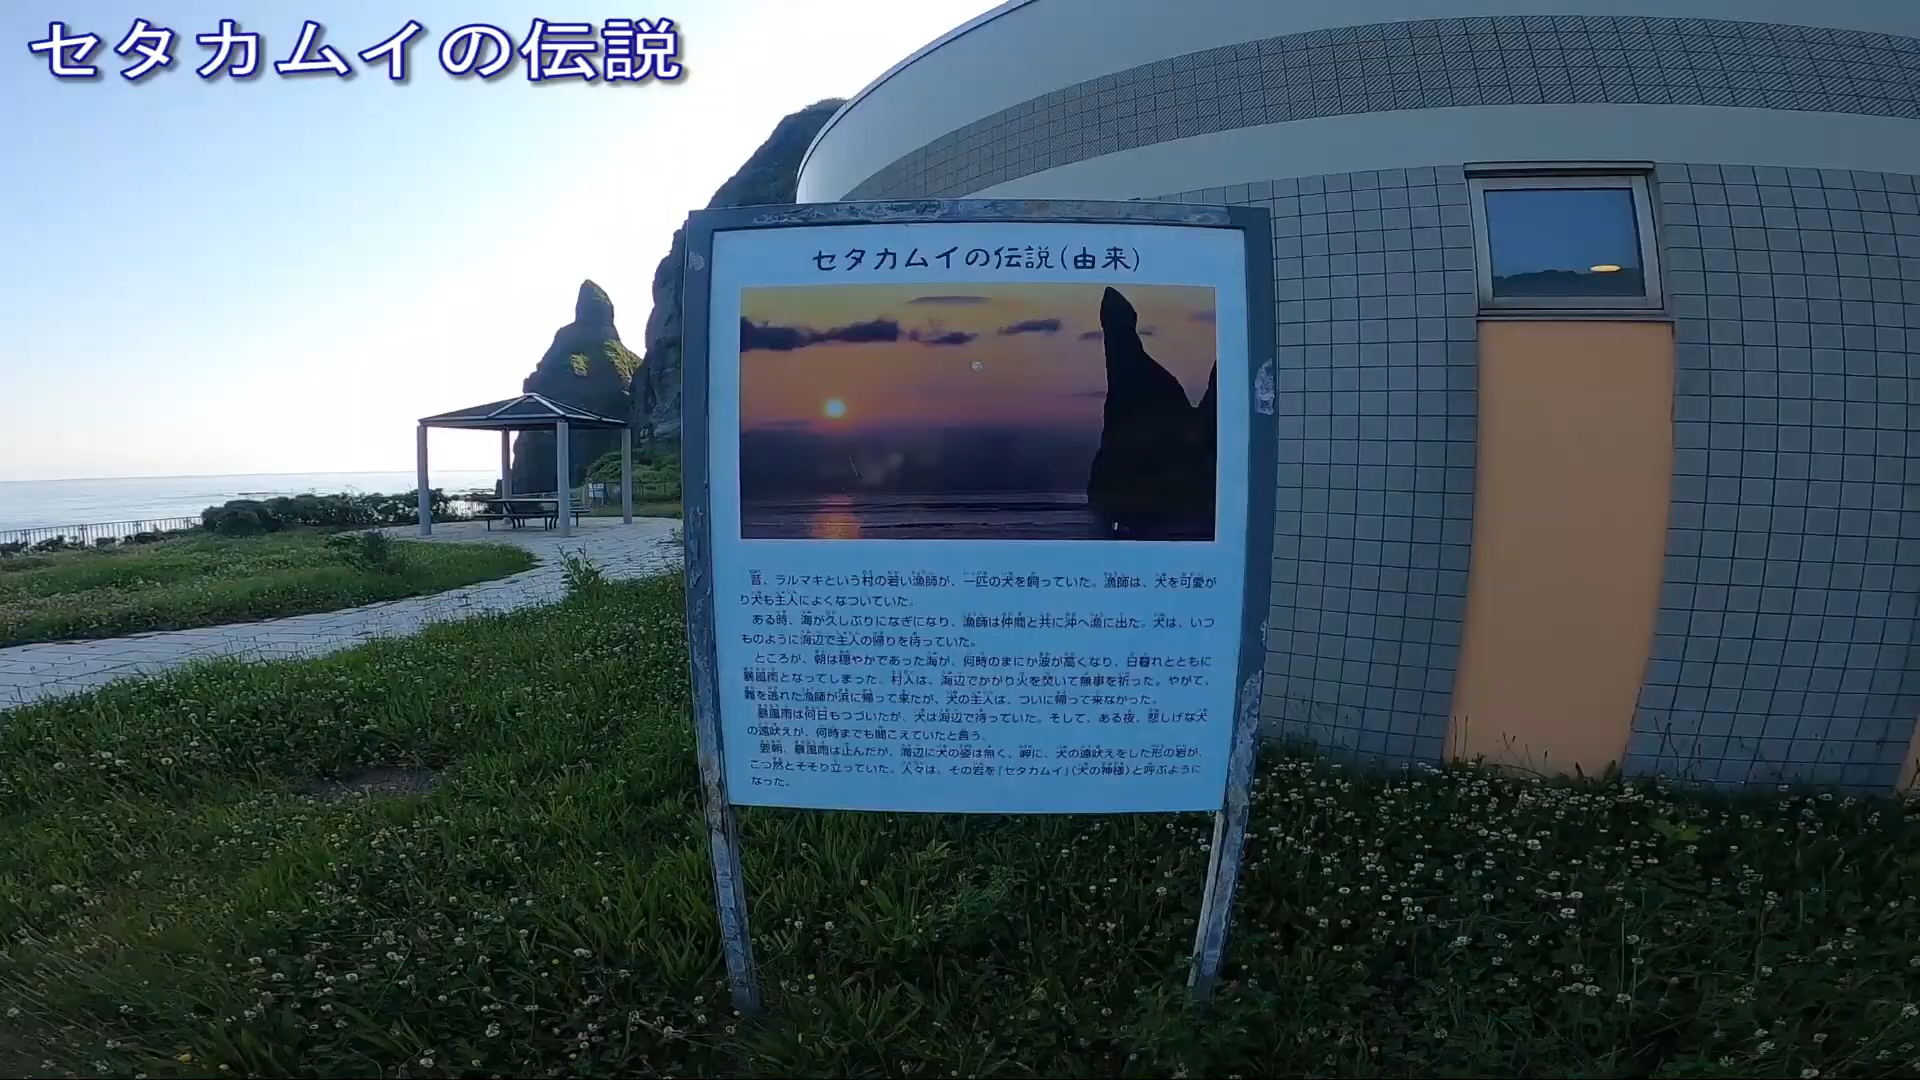 セタカムイの伝説
セタカムイの伝説(由来)
昔、ラルマキという村の若い漁師が、一匹の犬を飼っていた。漁師は、犬を可愛が
り犬も主人によくなついていた。
ある時、海が久しぶりになぎになり、漁師は仲間と共に沖へ漁に出た。犬は、いつ
ものように海辺で主人の帰りを待っていた。
ところが、朝は穏やかであった海が、何時のまにか波が高くなり、日暮れとともに
暴風雨となってしまった。村人は、海辺でかがり火を焚いて無事を祈った。やがて、
難を逃れた漁師が浜に帰って来たが、犬の主人は、ついに帰って来なかった。
暴風雨は何日もつづいたが、犬は海辺で待っていた。そして、ある夜、悲しげな犬
の遠吠えが、何時までも聞こえていたと言う。
翌朝、暴風雨は止んだが、海辺に犬の姿は無く、岬に、犬の遠吠えをした形の岩が、
こつ然とそそり立っていた。人々は、その岩を「セタカムイ」(犬の神様)と呼ぶように
なった。